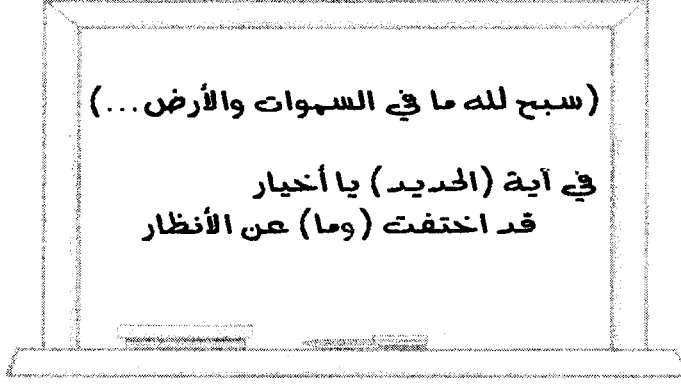 (سبح لله ما في السموات والأرض...)
في آية (الحديد) يا أخيار
قد اختفت (وما) عن الأنظار